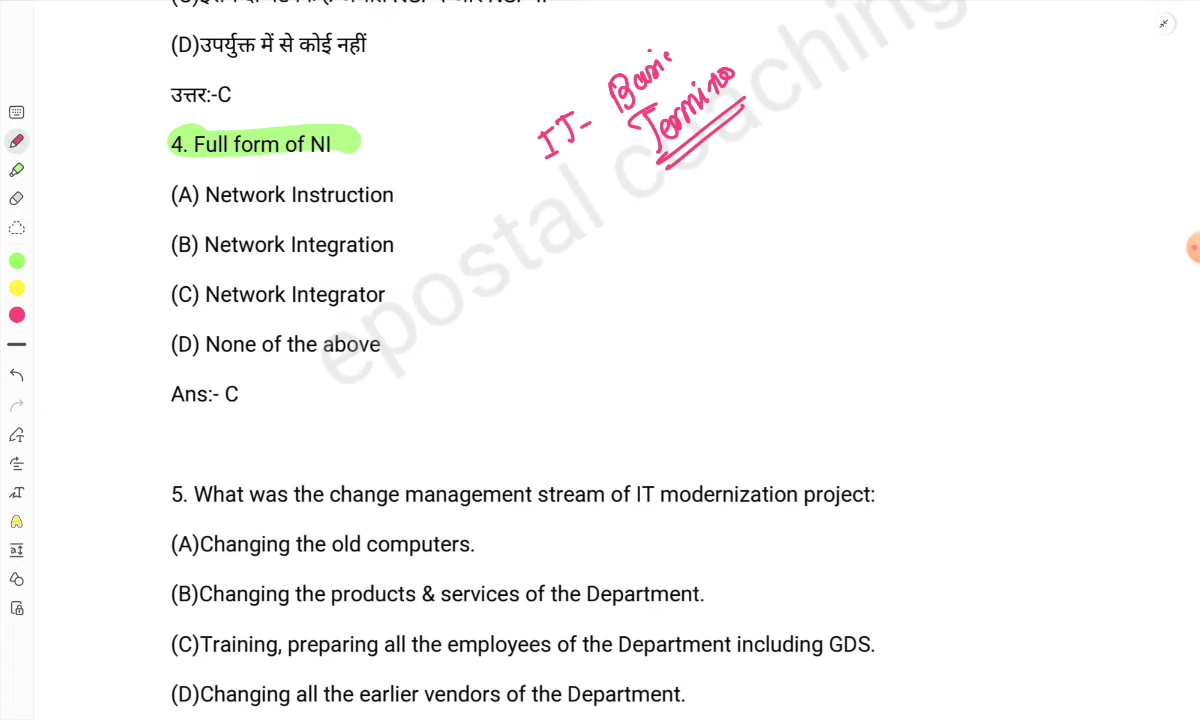 (D)उपर्युक्त में से कोई नहीं
उत्तर:-C
IT- Basic
Termino
4. Full form of NI
(A) Network Instruction
(B) Network Integration
(C) Network Integrator
(D) None of the above
Ans:- C
epostal coaching
5. What was the change management stream of IT modernization project:
(A)Changing the old computers.
(B)Changing the products & services of the Department.
(C)Training, preparing all the employees of the Department including GDS.
(D)Changing all the earlier vendors of the Department.